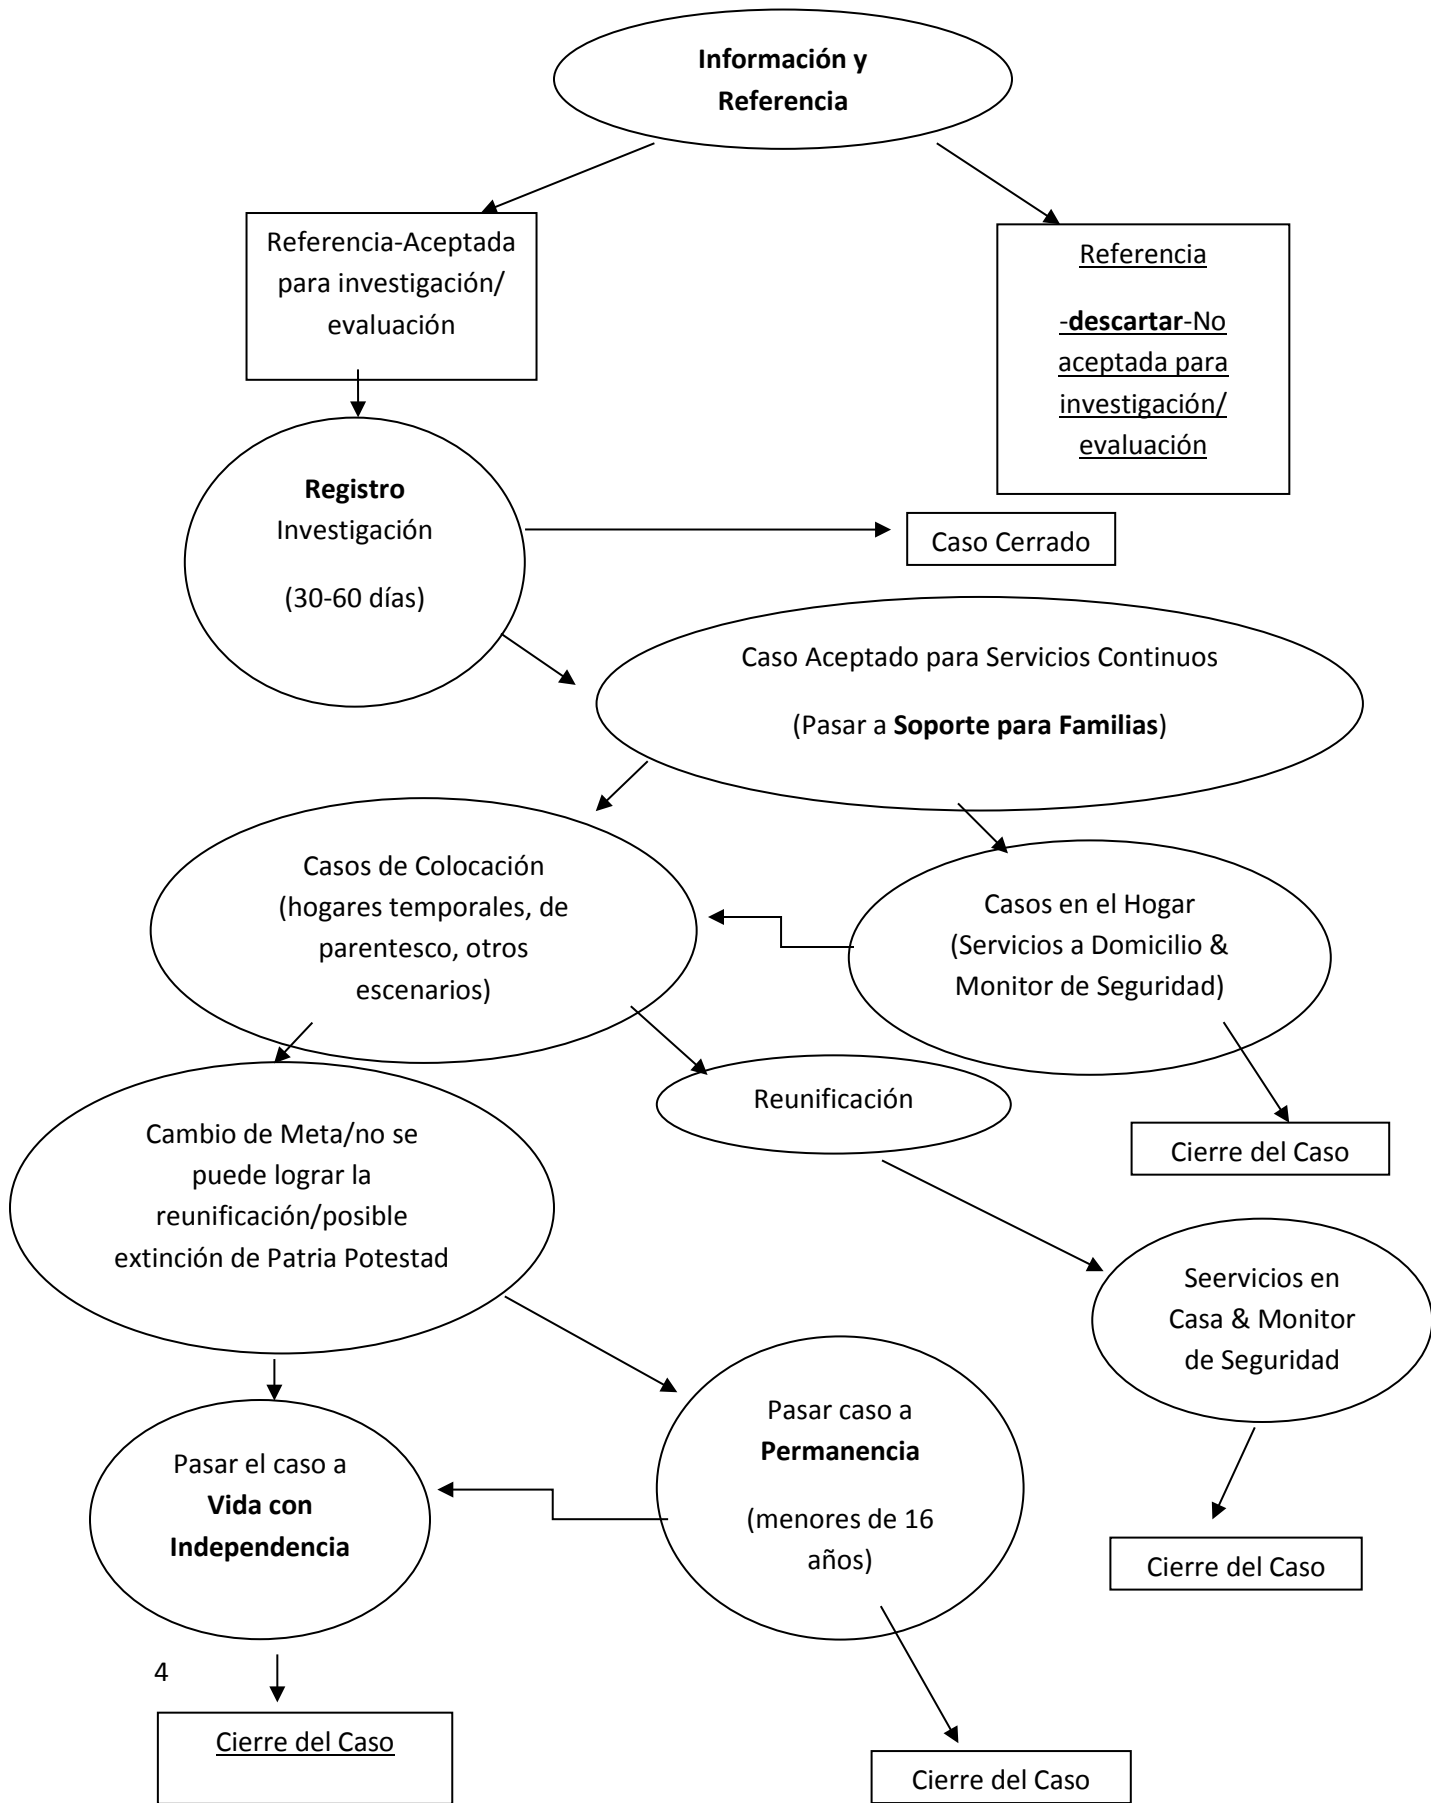 Información y
Referencia
Referencia-Aceptada
para investigación/
evaluación
Referencia
-descartar-No
aceptada para
investigación/
evaluación
Registro
Investigación
(30-60 días)
Caso Cerrado
Caso Aceptado para Servicios Continuos
(Pasar a Soporte para Familias)
Casos de Colocación
(hogares temporales, de
parentesco, otros
escenarios)
Casos en el Hogar
(Servicios a Domicilio &
Monitor de Seguridad)
Reunificación
Cierre del Caso
Cambio de Meta/no se
puede lograr la
reunificación/posible
extinción de Patria Potestad
Seervicios en
Casa & Monitor
de Seguridad
Pasar caso a
Permanencia
(menores de 16
años)
Pasar el caso a
Vida con
Independencia
Cierre del Caso
4
Cierre del Caso
Cierre del Caso